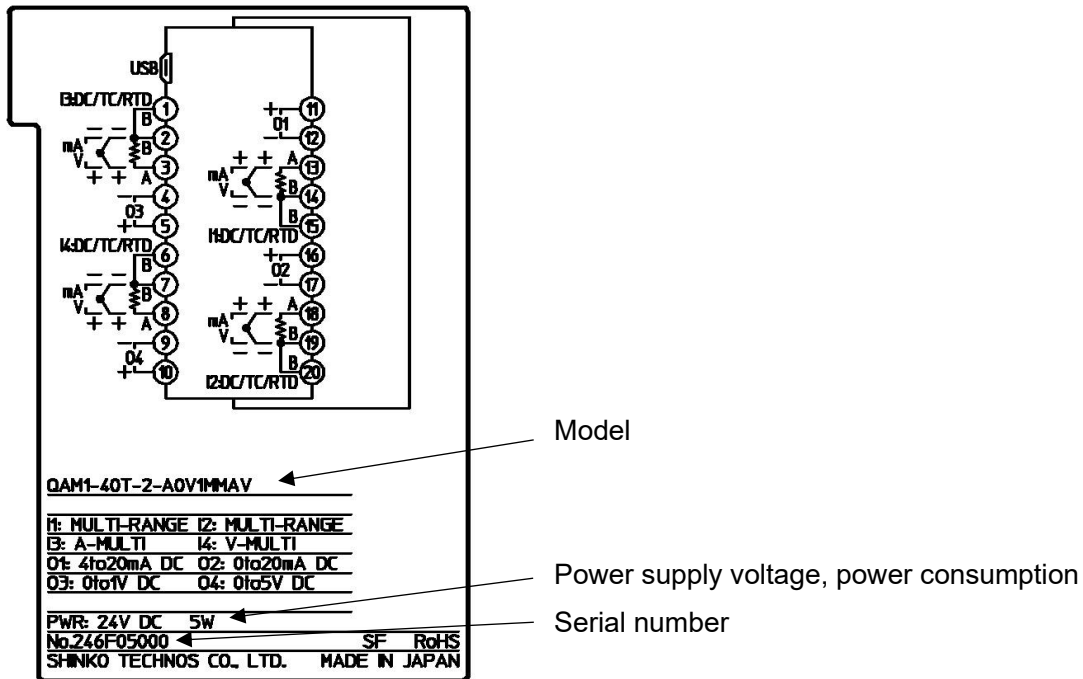 USB
I3:DC/TC/RTD
1
B
2
mA
V
− −
B
3
+ +
A
4
−
O3
5
+
I4:DC/TC/RTD
6
B
7
mA
V
− −
B
8
+ +
A
9
−
O4
10
+
+
11
O1
−
12
+ +
A
13
mA
V
B
14
− −
B
15
I1:DC/TC/RTD
+
16
O2
−
17
+ +
A
18
mA
V
B
19
− −
B
20
I2:DC/TC/RTD
Model
QAM1-40T-2-A0V1MMAV
I1: MULTI-RANGE I2: MULTI-RANGE
I3: A-MULTI I4: V-MULTI
O1: 4to20mA DC O2: 0to20mA DC
O3: 0to1V DC O4: 0to5V DC
Power supply voltage, power consumption
PWR: 24V DC 5W
Serial number
No.246F05000 SF RoHS
SHINKO TECHNOS CO., LTD. MADE IN JAPAN